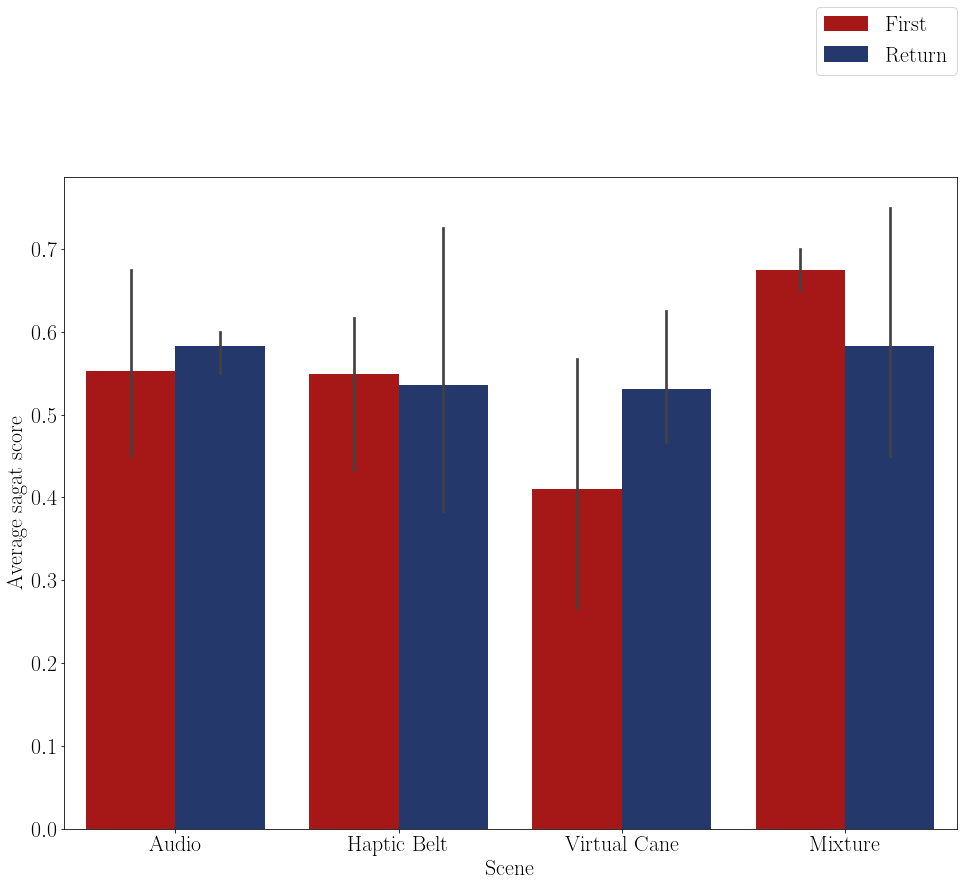 First
Return
Average sagat score
0.7
0.6
0.5
0.4
0.3
0.2
0.1
0.0
Audio
Haptic Belt
Virtual Cane
Mixture
Scene